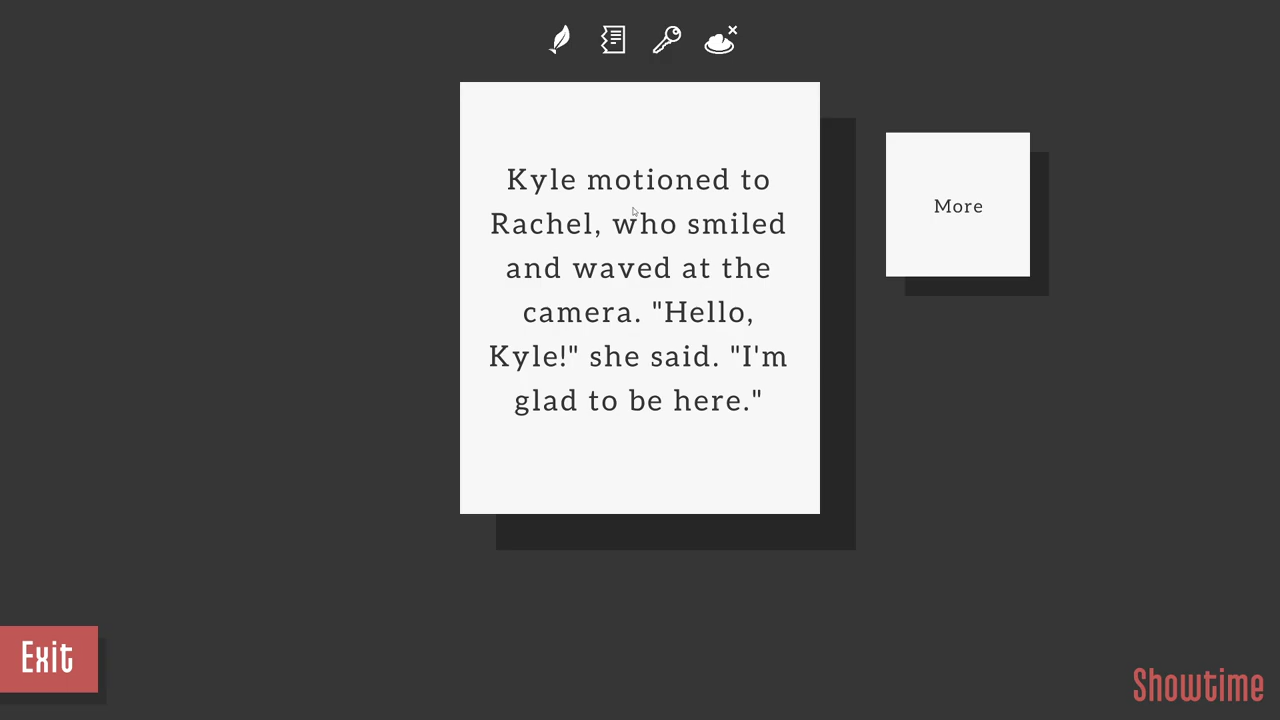 Kyle motioned to
Rachel, who smiled
and waved at the
camera. "Hello,
Kyle!" she said. "I'm
glad to be here."
More
Exit
Showtime